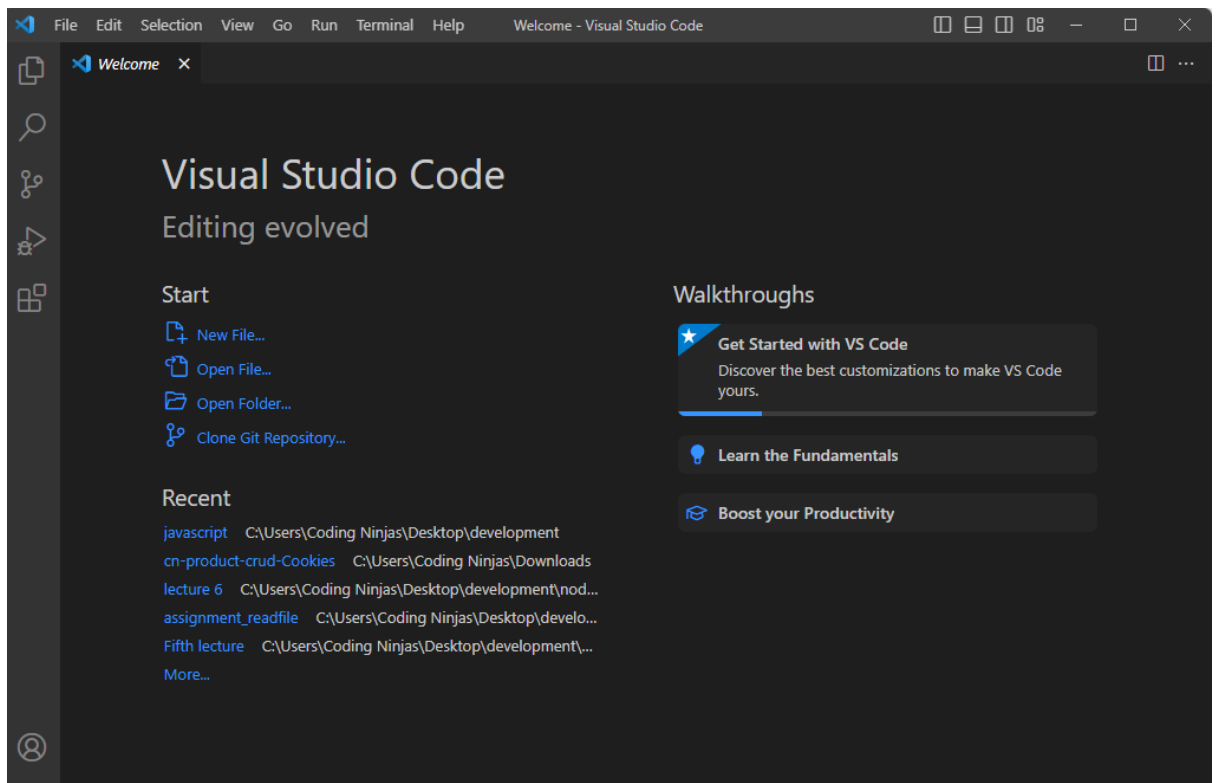 File Edit Selection View Go Run Terminal Help Welcome - Visual Studio Code
Welcome
Visual Studio Code
Editing evolved
Start
New File...
Open File...
Open Folder...
Clone Git Repository...
Recent
javascript C:\Users\Coding Ninjas\Desktop\development
cn-product-crud-Cookies C:\Users\Coding Ninjas\Downloads
lecture 6 C:\Users\Coding Ninjas\Desktop\development\nod...
assignment_readfile C:\Users\Coding Ninjas\Desktop\develo...
Fifth lecture C:\Users\Coding Ninjas\Desktop\development\...
More...
Walkthroughs
Get Started with VS Code
Discover the best customizations to make VS Code
yours.
Learn the Fundamentals
Boost your Productivity